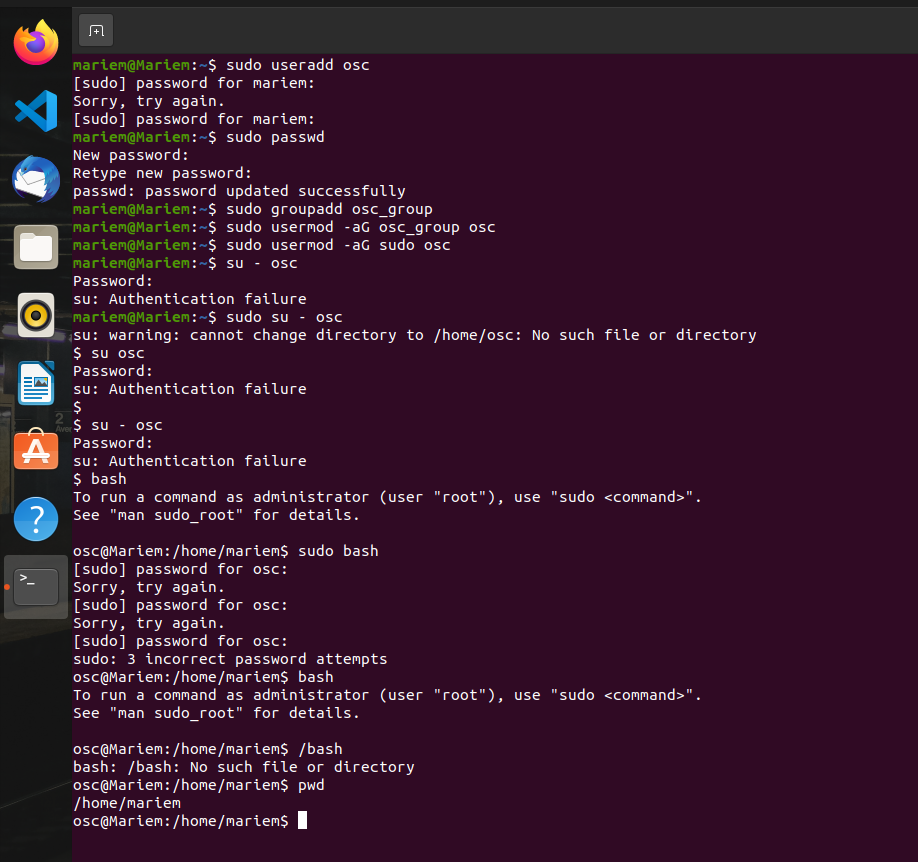 mariem@Mariem:~$ sudo useradd osc
[sudo] password for mariem:
Sorry, try again.
[sudo] password for mariem:
mariem@Mariem:~$ sudo passwd
New password:
Retype new password:
passwd: password updated successfully
mariem@Mariem:~$ sudo groupadd osc_group
mariem@Mariem:~$ sudo usermod -aG osc_group osc
mariem@Mariem:~$ sudo usermod -aG sudo osc
mariem@Mariem:~$ su - osc
Password:
su: Authentication failure
mariem@Mariem:~$ sudo su - osc
su: warning: cannot change directory to /home/osc: No such file or directory
$ su osc
Password:
su: Authentication failure
$
$ su - osc
Password:
su: Authentication failure
$ bash
To run a command as administrator (user "root"), use "sudo <command>".
See "man sudo_root" for details.

osc@Mariem:/home/mariem$ sudo bash
[sudo] password for osc:
Sorry, try again.
[sudo] password for osc:
Sorry, try again.
[sudo] password for osc:
sudo: 3 incorrect password attempts
osc@Mariem:/home/mariem$ bash
To run a command as administrator (user "root"), use "sudo <command>".
See "man sudo_root" for details.

osc@Mariem:/home/mariem$ /bash
bash: /bash: No such file or directory
osc@Mariem:/home/mariem$ pwd
/home/mariem
osc@Mariem:/home/mariem$